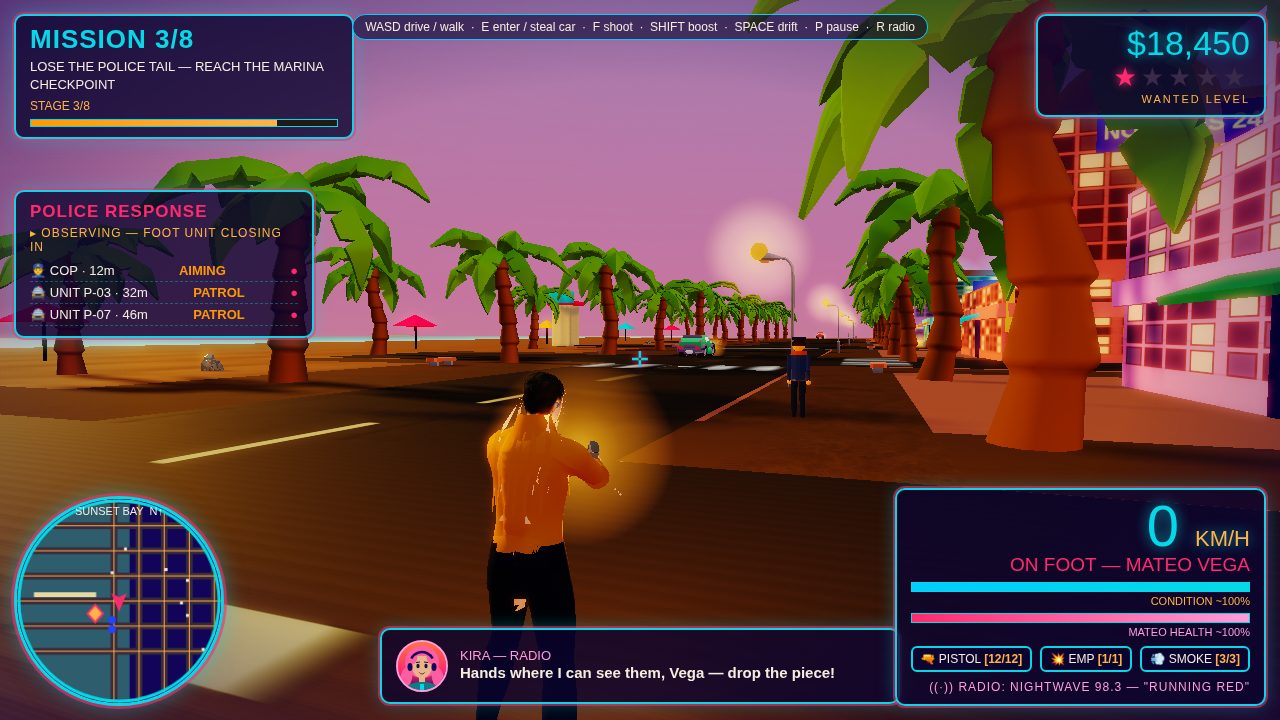 MISSION 3/8
LOSE THE POLICE TAIL — REACH THE MARINA
CHECKPOINT
STAGE 3/8
WASD drive / walk · E enter / steal car · F shoot · SHIFT boost · SPACE drift · P pause · R radio
$18,450
WANTED LEVEL
POLICE RESPONSE
▸ OBSERVING — FOOT UNIT CLOSING
IN
COP · 12m AIMING
UNIT P-03 · 32m PATROL
UNIT P-07 · 46m PATROL
SUNSET BAY
0 KM/H
ON FOOT — MATEO VEGA
CONDITION ~100%
MATEO HEALTH ~100%
PISTOL [12/12] EMP [1/1] SMOKE [3/3]
((·)) RADIO: NIGHTWAVE 98.3 — "RUNNING RED"
KIRA — RADIO
Hands where I can see them, Vega — drop the piece!